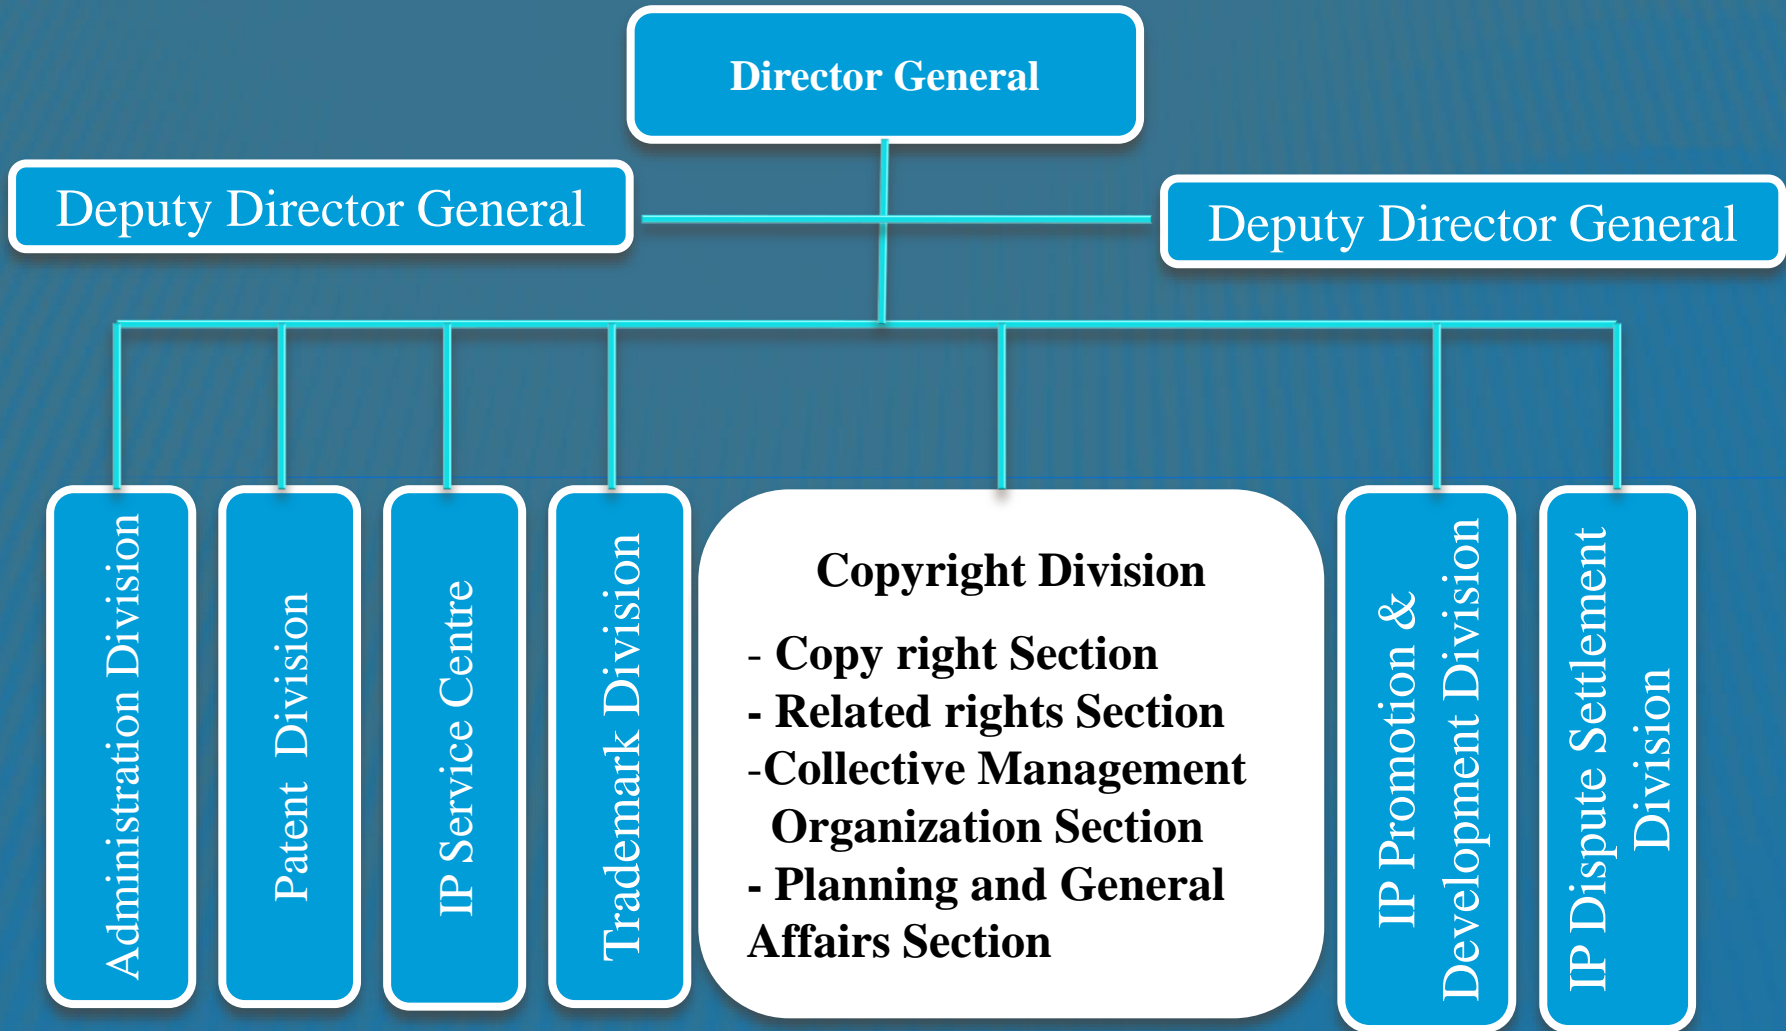 Director General
Deputy Director General
Deputy Director General
Administration Division
Patent Division
IP Service Centre
Trademark Division
Copyright Division
- Copy right Section
- Related rights Section
-Collective Management
Organization Section
- Planning and General
Affairs Section
IP Promotion &
Development Division
IP Dispute Settlement
Division